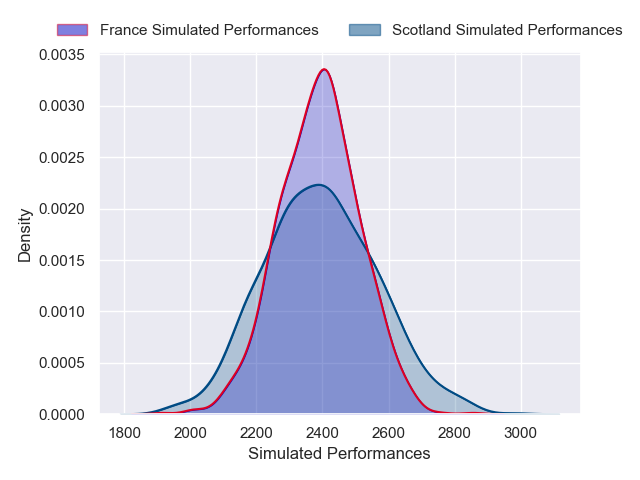 France Simulated Performances
Scotland Simulated Performances
0.0035
0.0030
0.0025
0.0020
0.0015
0.0010
0.0005
0.0000
Density
1800 2000 2200 2400 2600 2800 3000
Simulated Performances